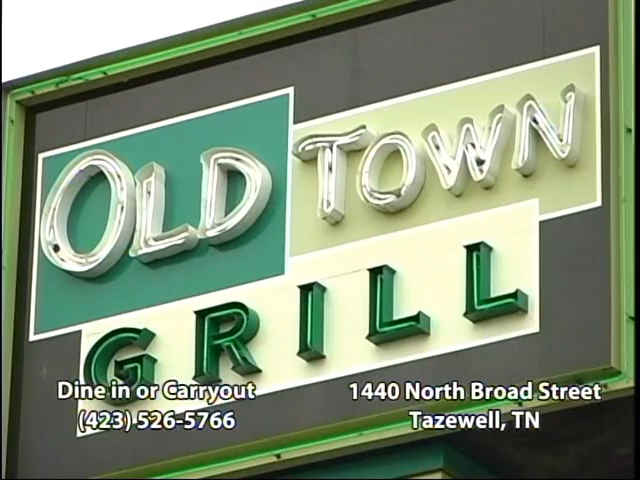 OLD TOWN
GRILL
Dine in or Carryout
(423) 526-5766
1440 North Broad Street
Tazewell, TN